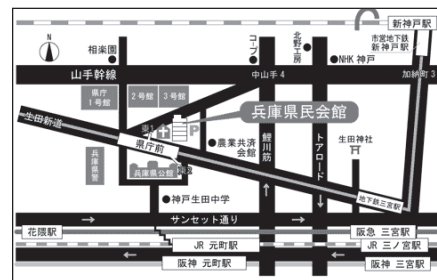 新神戸駅
市営地下鉄
新神戸駅
北野工房
N
相楽園
コープ
NHK 神戸
山手幹線
中山手4
加納町3
県庁
1号館
2号館
3号館
兵庫県民会館
P
生田新道
県庁前
農業共済
会館
鯉川筋
トアロード
生田神社
兵庫県警
兵庫県公館
神戸生田中学
地下鉄三宮駅
サンセット通り
花隈駅
阪急 三宮駅
JR 元町駅
JR 三ノ宮駅
阪神 元町駅
阪神 三宮駅